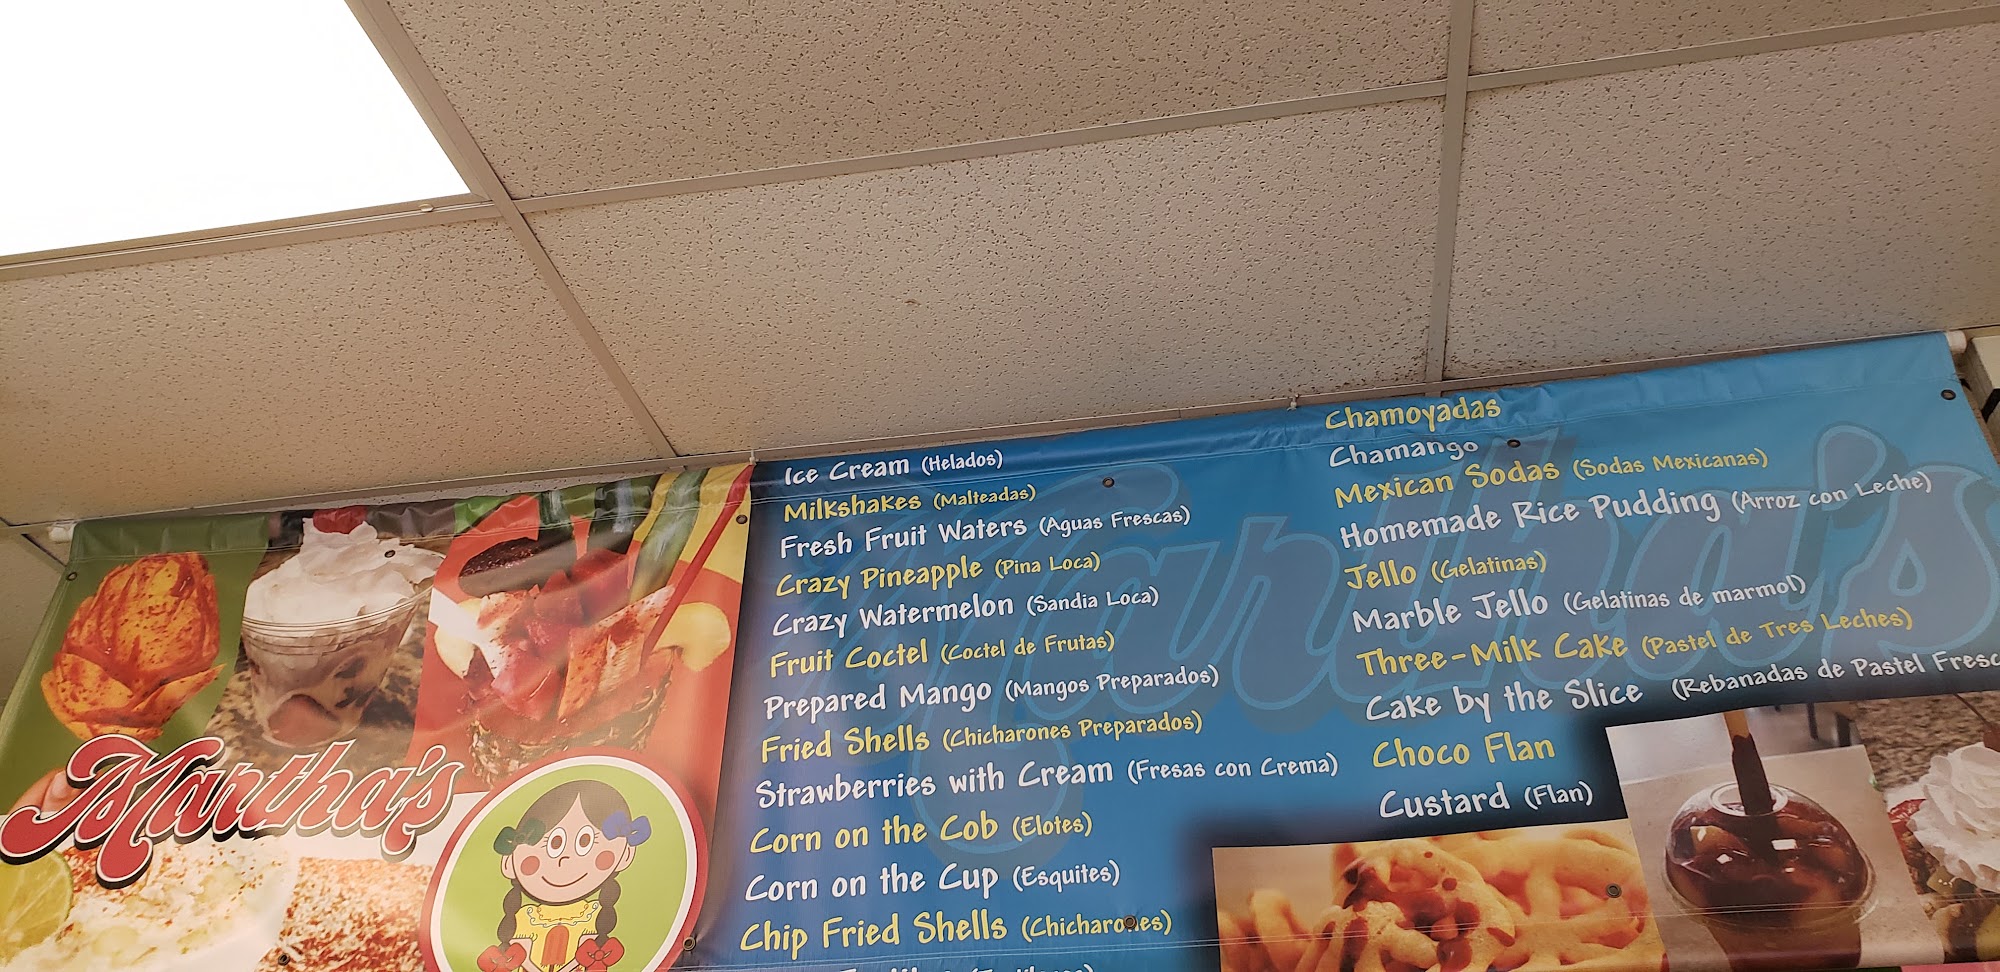 Martha's
Ice Cream (Helados)
Milkshakes (Malteadas)
Fresh Fruit Waters (Aguas Frescas)
Crazy Pineapple (Pina Loca)
Crazy Watermelon (Sandia Loca)
Fruit Coctel (Coctel de Frutas)
Prepared Mango (Mangos Preparados)
Fried Shells (Chicharones Preparados)
Strawberries with Cream (Fresas con Crema)
Corn on the Cob (Elotes)
Corn on the Cup (Esquites)
Chip Fried Shells (Chicharones)
Chamoyadas
Chamango
Mexican Sodas (Sodas Mexicanas)
Homemade Rice Pudding (Arroz con Leche)
Jello (Gelatinas)
Marble Jello (Gelatinas de marmol)
Three-Milk Cake (Pastel de Tres Leches)
Cake by the Slice (Rebanadas de Pastel Fresc
Choco Flan
Custard (Flan)
Martha's